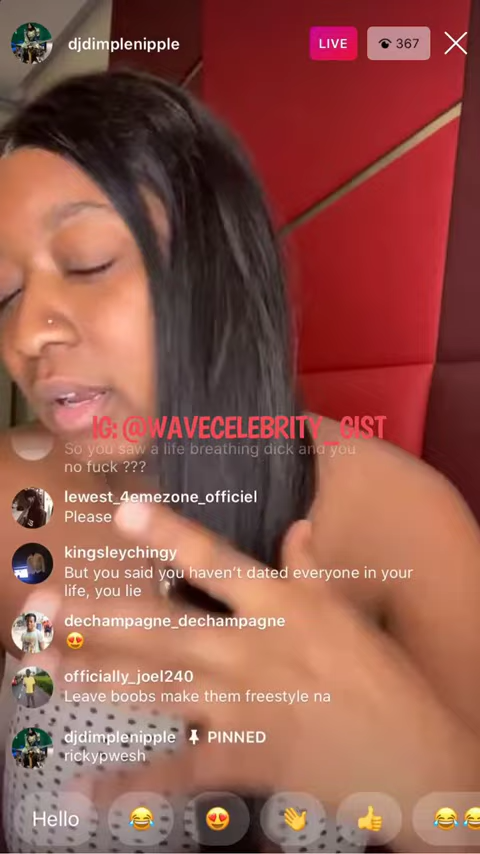 djdimplenipple
LIVE
367
IG: @WAVECELEBRITY_GIST
So you saw a life breathing dick and you
no fuck ???
lewest_4emezone_officiel
Please
kingsleychingy
But you said you haven't dated everyone in your
life, you lie
dechampagne_dechampagne
😍
officially_joel240
Leave boobs make them freestyle na
djdimplenipple PINNED
rickypwesh
Hello 😂 😍 👋 👍 😂😂